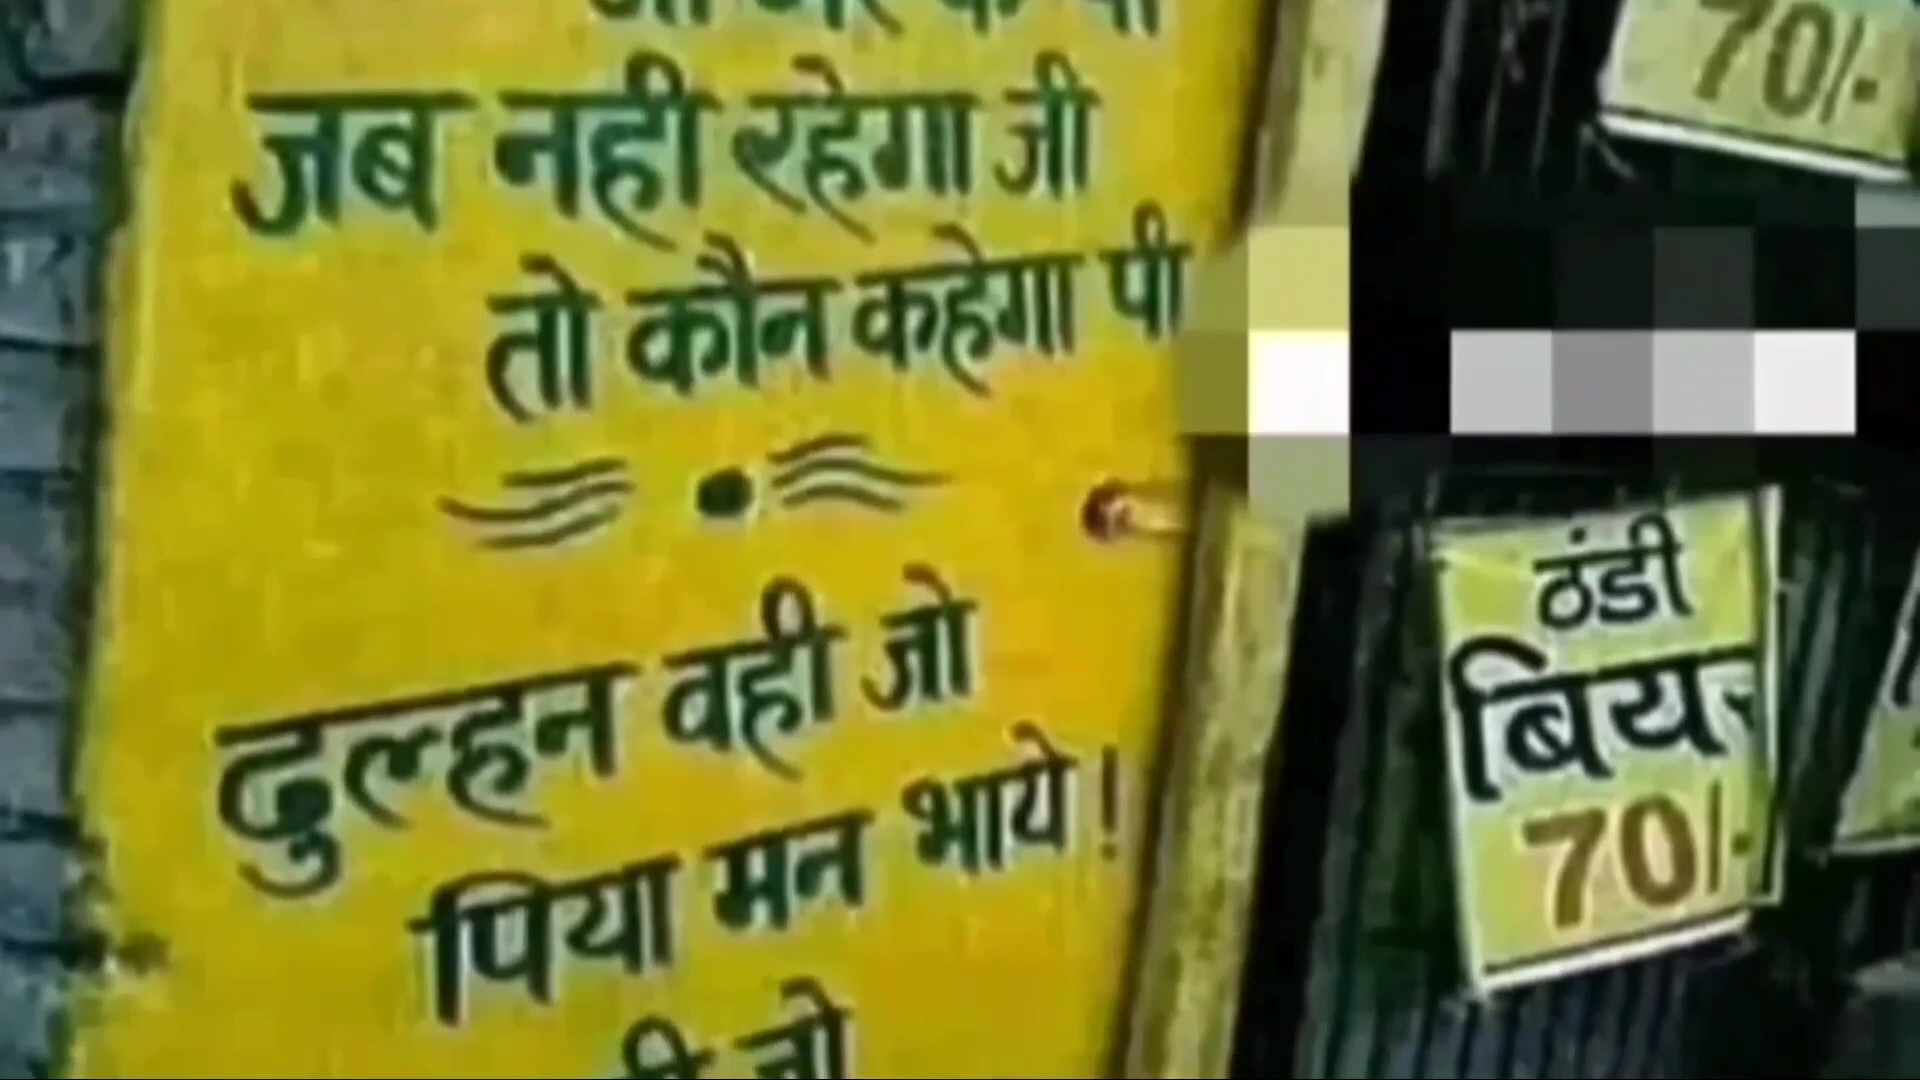 जब नही रहेगा जी
तो कौन कहेगा पी
दुल्हन वही जो
पिया मन भाये!
जो
70/-
ठंडी
बियर
70/-